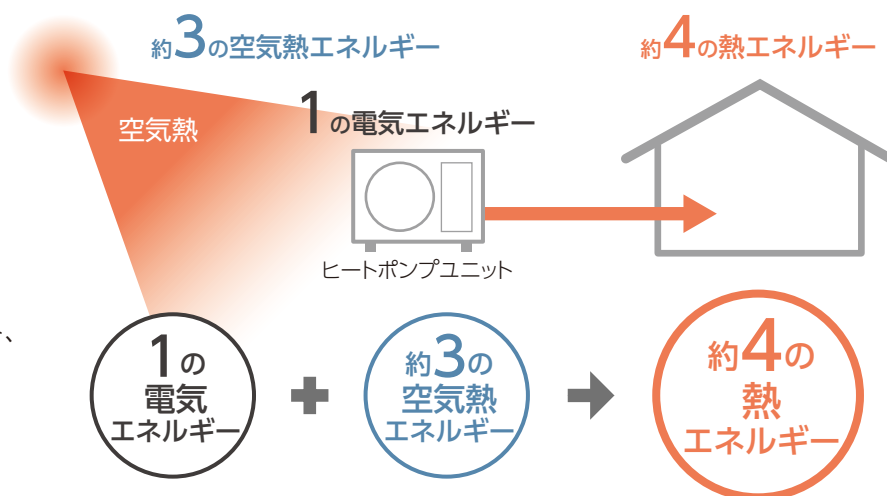 約3の空気熱エネルギー
約4の熱エネルギー
空気熱
1の電気エネルギー
ヒートポンプユニット
、
1の
電気
エネルギー
約3の
空気熱
エネルギー
約4の
熱
エネルギー